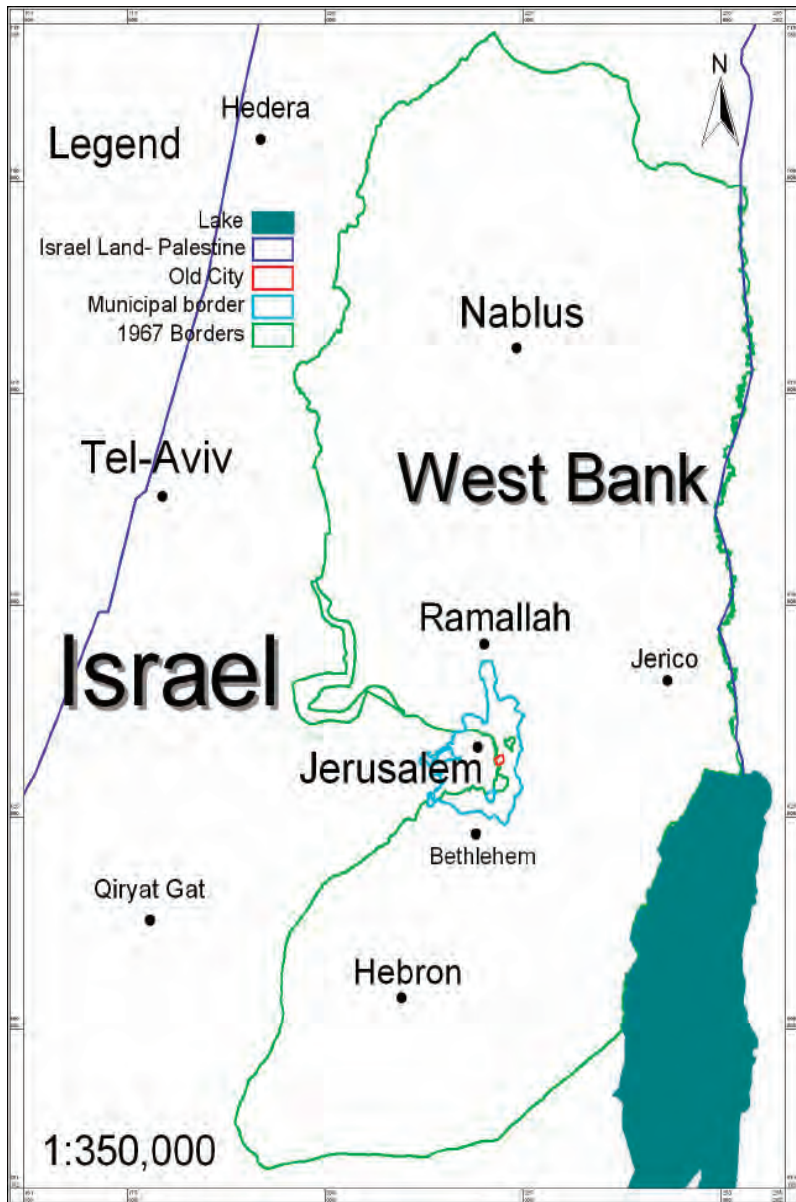 N
Hedera
Legend
Lake
Israel Land- Palestine
Old City
Municipal border
1967 Borders
Nablus
Tel-Aviv
West Bank
Ramallah
Israel
Jerico
Jerusalem
Bethlehem
Qiryat Gat
Hebron
1:350,000